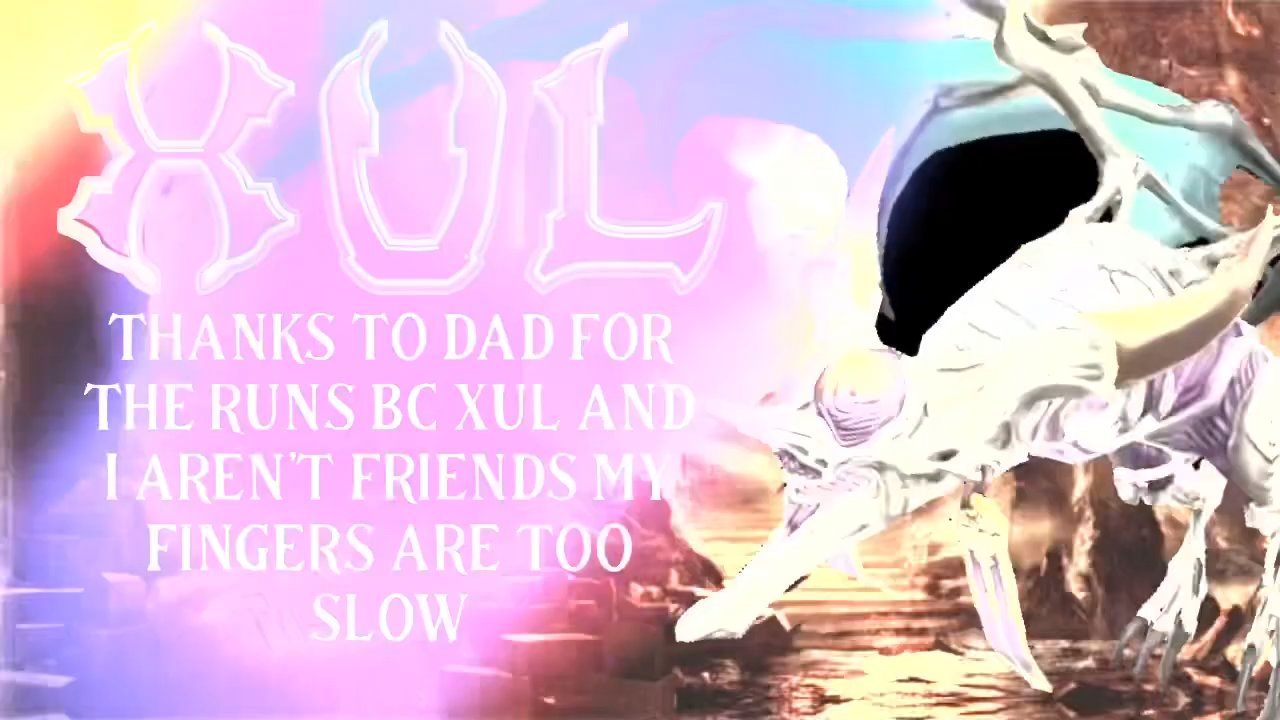 XUL
THANKS TO DAD FOR
THE RUNS BC XUL AND
I AREN'T FRIENDS MY
FINGERS ARE TOO
SLOW